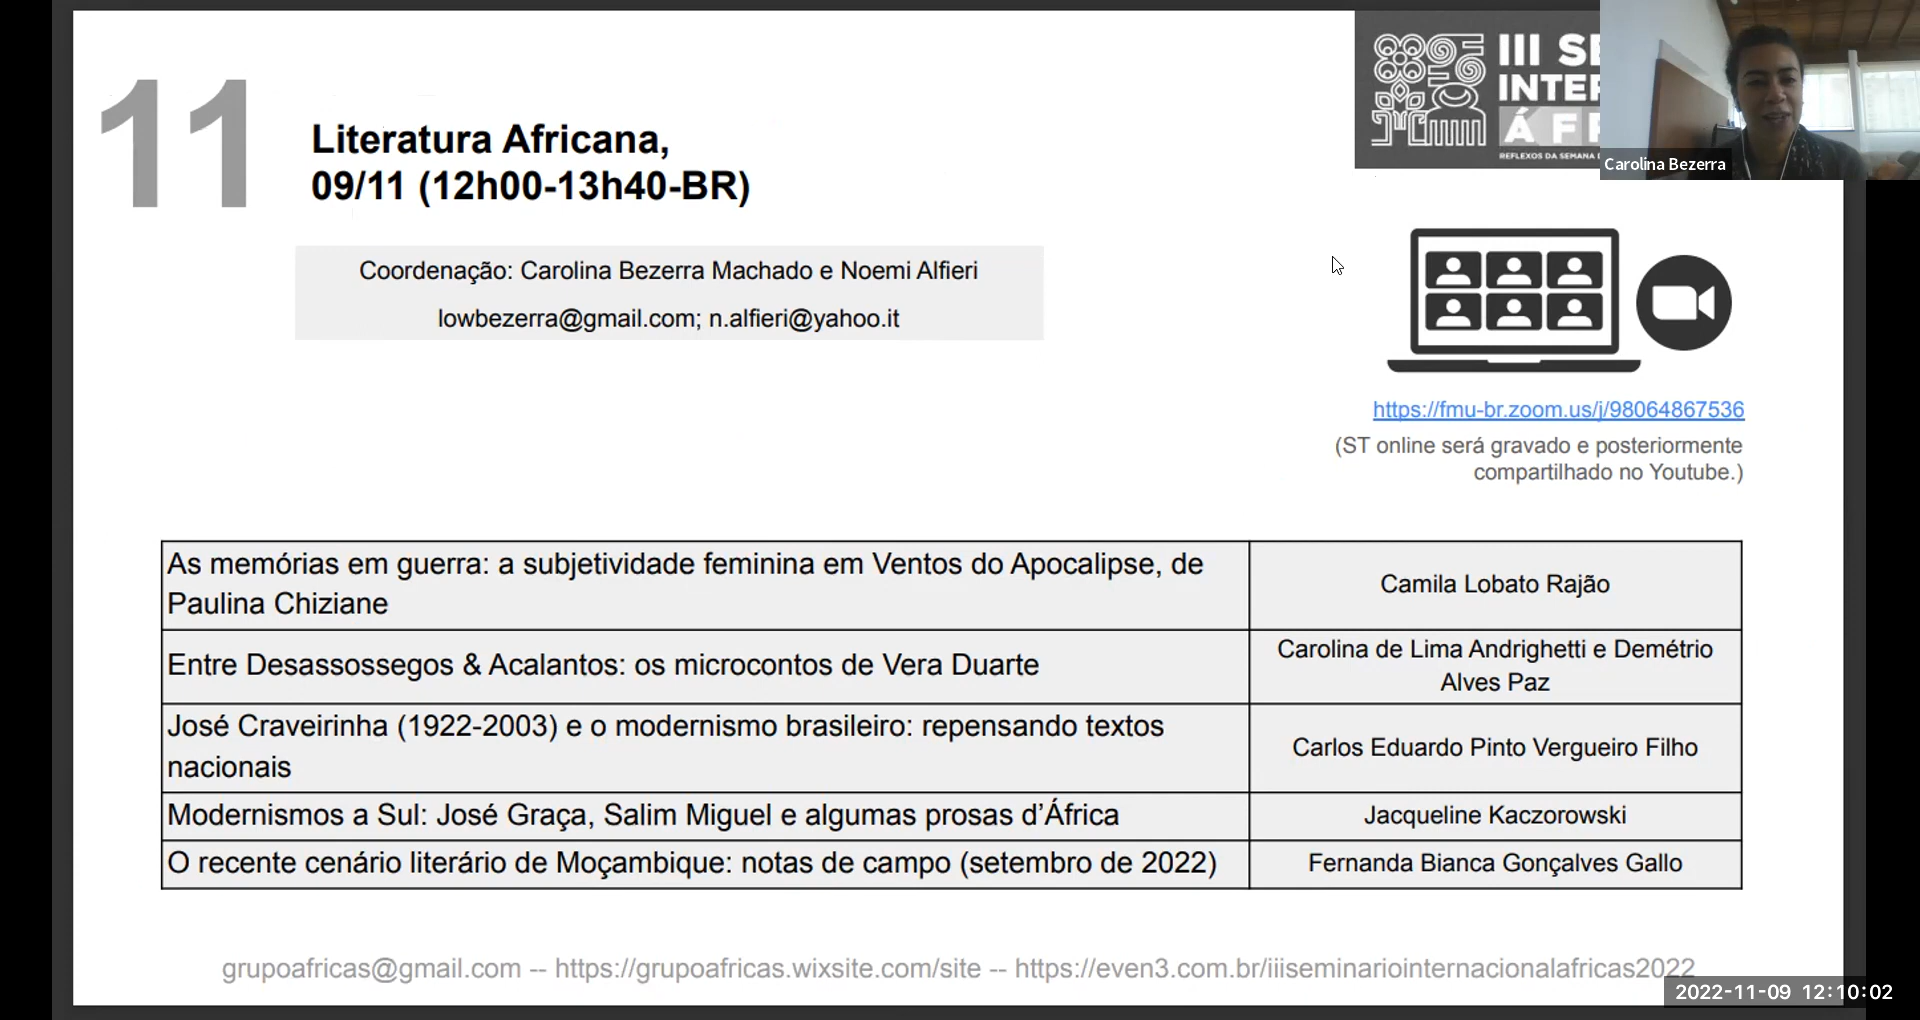 11
Literatura Africana,
09/11 (12h00-13h40-BR)
Coordenação: Carolina Bezerra Machado e Noemi Alfieri
lowbezerra@gmail.com; n.alfieri@yahoo.it
III SE
INTER
ÁFR
REFLEXOS DA SEMANA D
Carolina Bezerra
https://fmu-br.zoom.us/j/98064867536
(ST online será gravado e posteriormente
compartilhado no Youtube.)
As memórias em guerra: a subjetividade feminina em Ventos do Apocalipse, de
Paulina Chiziane
Camila Lobato Rajão
Entre Desassossegos & Acalantos: os microcontos de Vera Duarte
Carolina de Lima Andrighetti e Demétrio
Alves Paz
José Craveirinha (1922-2003) e o modernismo brasileiro: repensando textos
nacionais
Carlos Eduardo Pinto Vergueiro Filho
Modernismos a Sul: José Graça, Salim Miguel e algumas prosas d’África
Jacqueline Kaczorowski
O recente cenário literário de Moçambique: notas de campo (setembro de 2022)
Fernanda Bianca Gonçalves Gallo
grupoafricas@gmail.com -- https://grupoafricas.wixsite.com/site -- https://even3.com.br/iiiseminariointernacionalafricas2022
2022-11-09 12:10:02